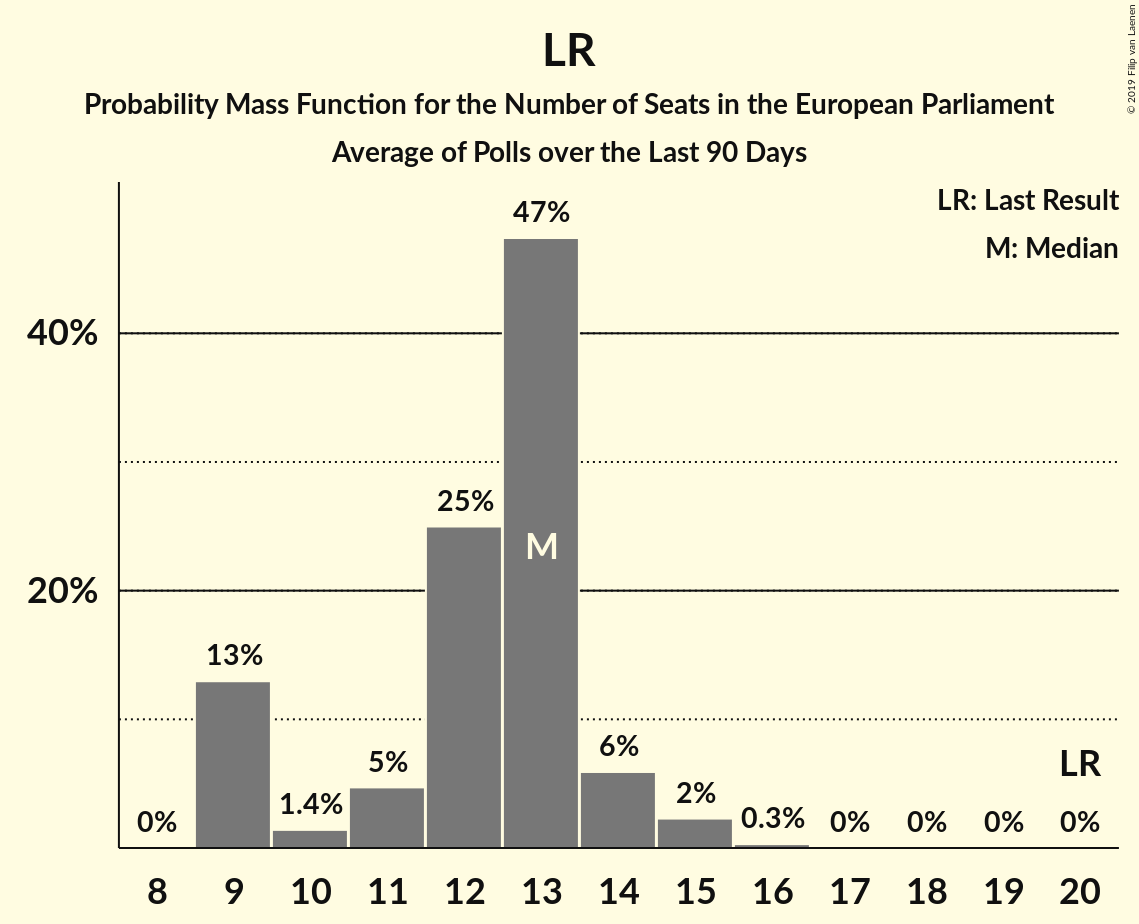 LR
Probability Mass Function for the Number of Seats in the European Parliament
Average of Polls over the Last 90 Days
© 2019 Filip van Laenen
LR: Last Result
M: Median
47%
40%
25%
M
20%
13%
6%
5%
LR
2%
1.4%
0.3%
0% 0% 0% 0% 0%
8 9 10 11 12 13 14 15 16 17 18 19 20